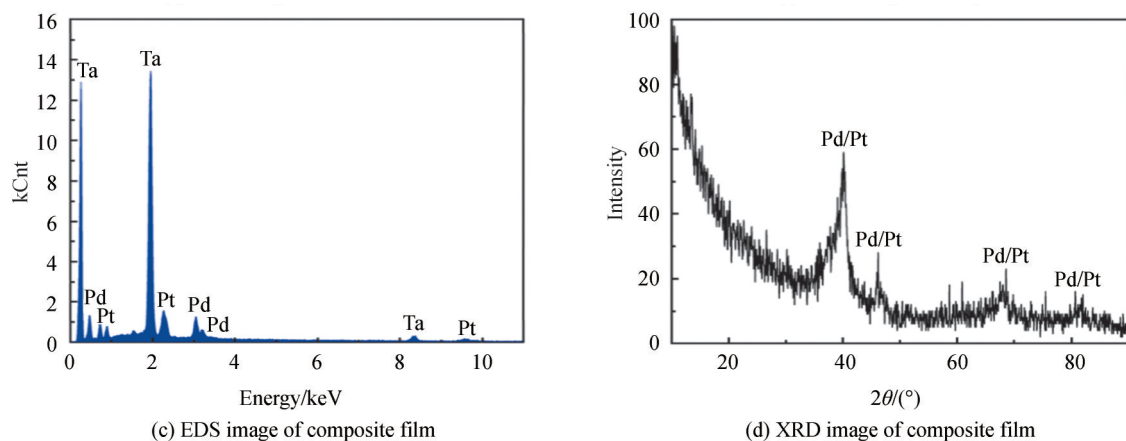 16
14
12
10
8
6
4
2
0
kCnt
Ta
Ta
Pd
Pt
Pt
Pd
Pd
Ta
Pt
0 2 4 6 8 10
Energy/keV
(c) EDS image of composite film
100
80
60
40
20
0
Intensity
Pd/Pt
Pd/Pt
Pd/Pt
Pd/Pt
20 40 60 80
2θ/(°)
(d) XRD image of composite film